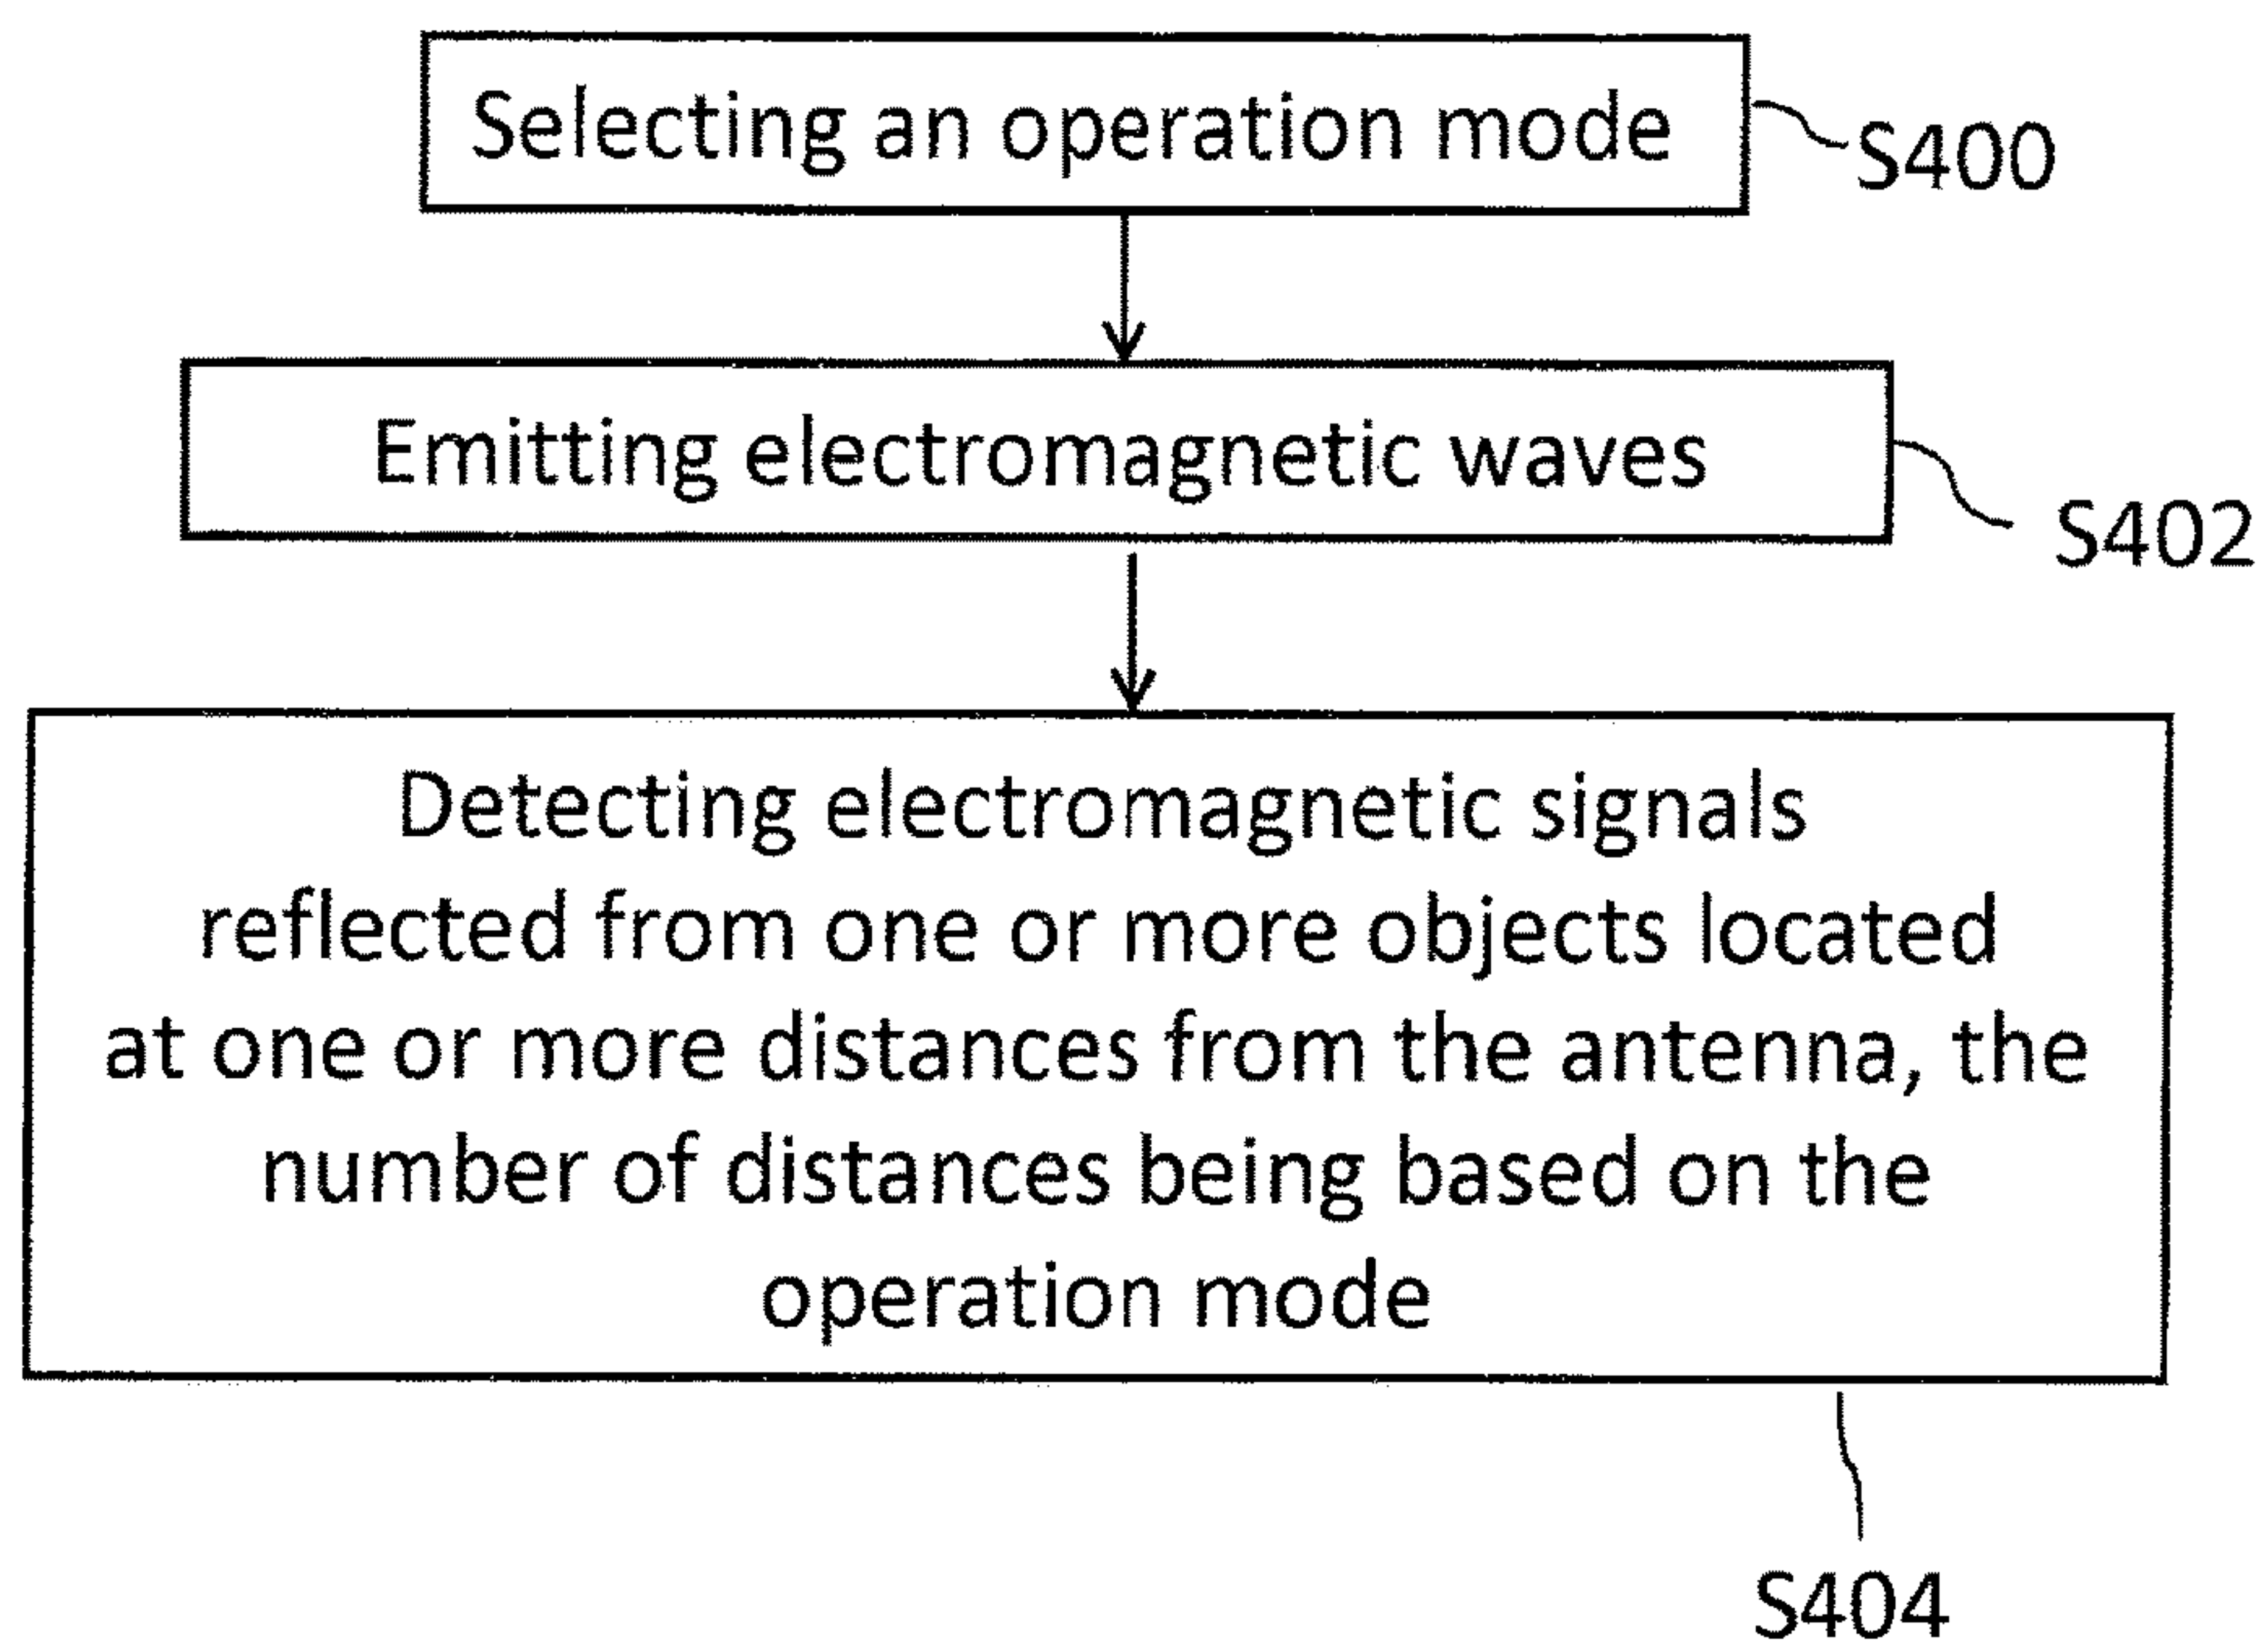 Selecting an operation mode
S400
Emitting electromagnetic waves
S402
Detecting electromagnetic signals
reflected from one or more objects located
at one or more distances from the antenna, the
number of distances being based on the
operation mode
S404